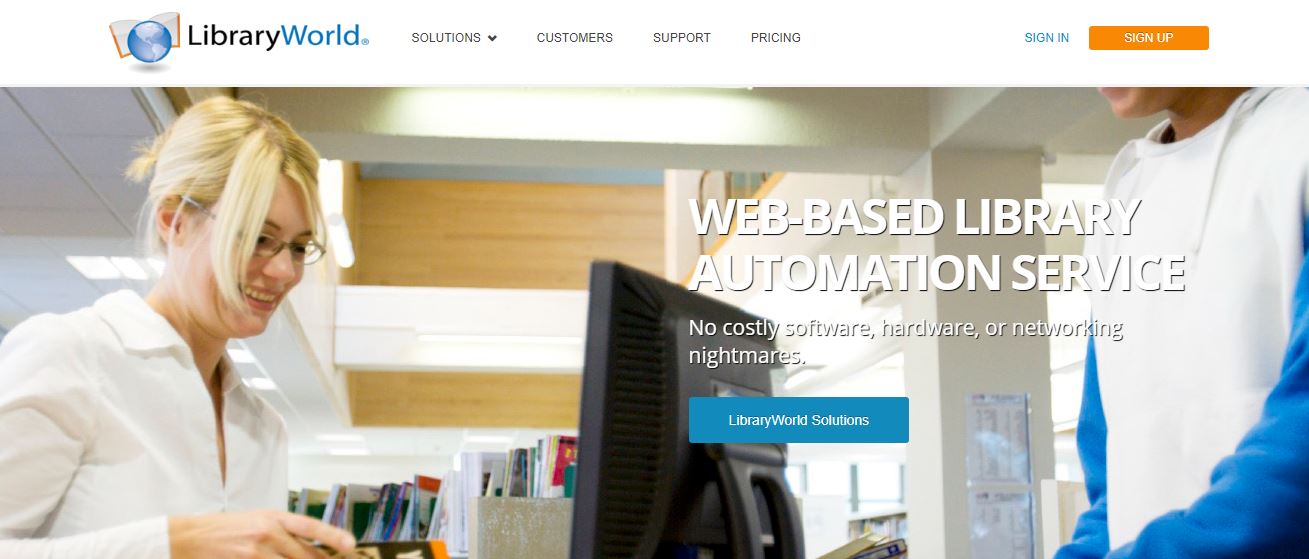 LibraryWorld®
SOLUTIONS
CUSTOMERS
SUPPORT
PRICING
SIGN IN
SIGN UP
WEB-BASED LIBRARY
AUTOMATION SERVICE
No costly software, hardware, or networking
nightmares.
LibraryWorld Solutions